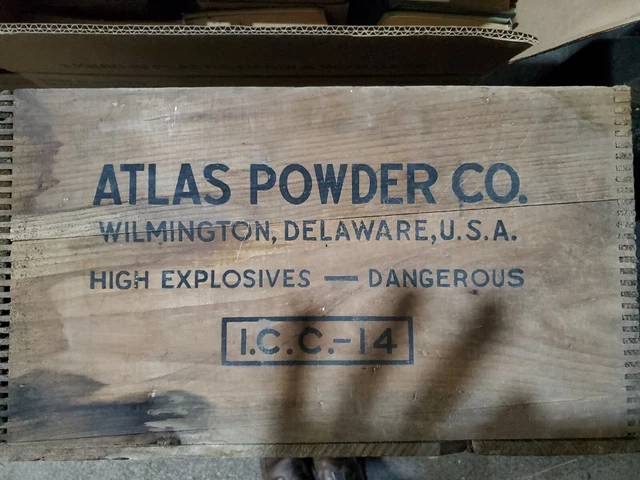 ATLAS POWDER CO.
WILMINGTON, DELAWARE, U.S.A.
HIGH EXPLOSIVES — DANGEROUS
I.C.C.-14